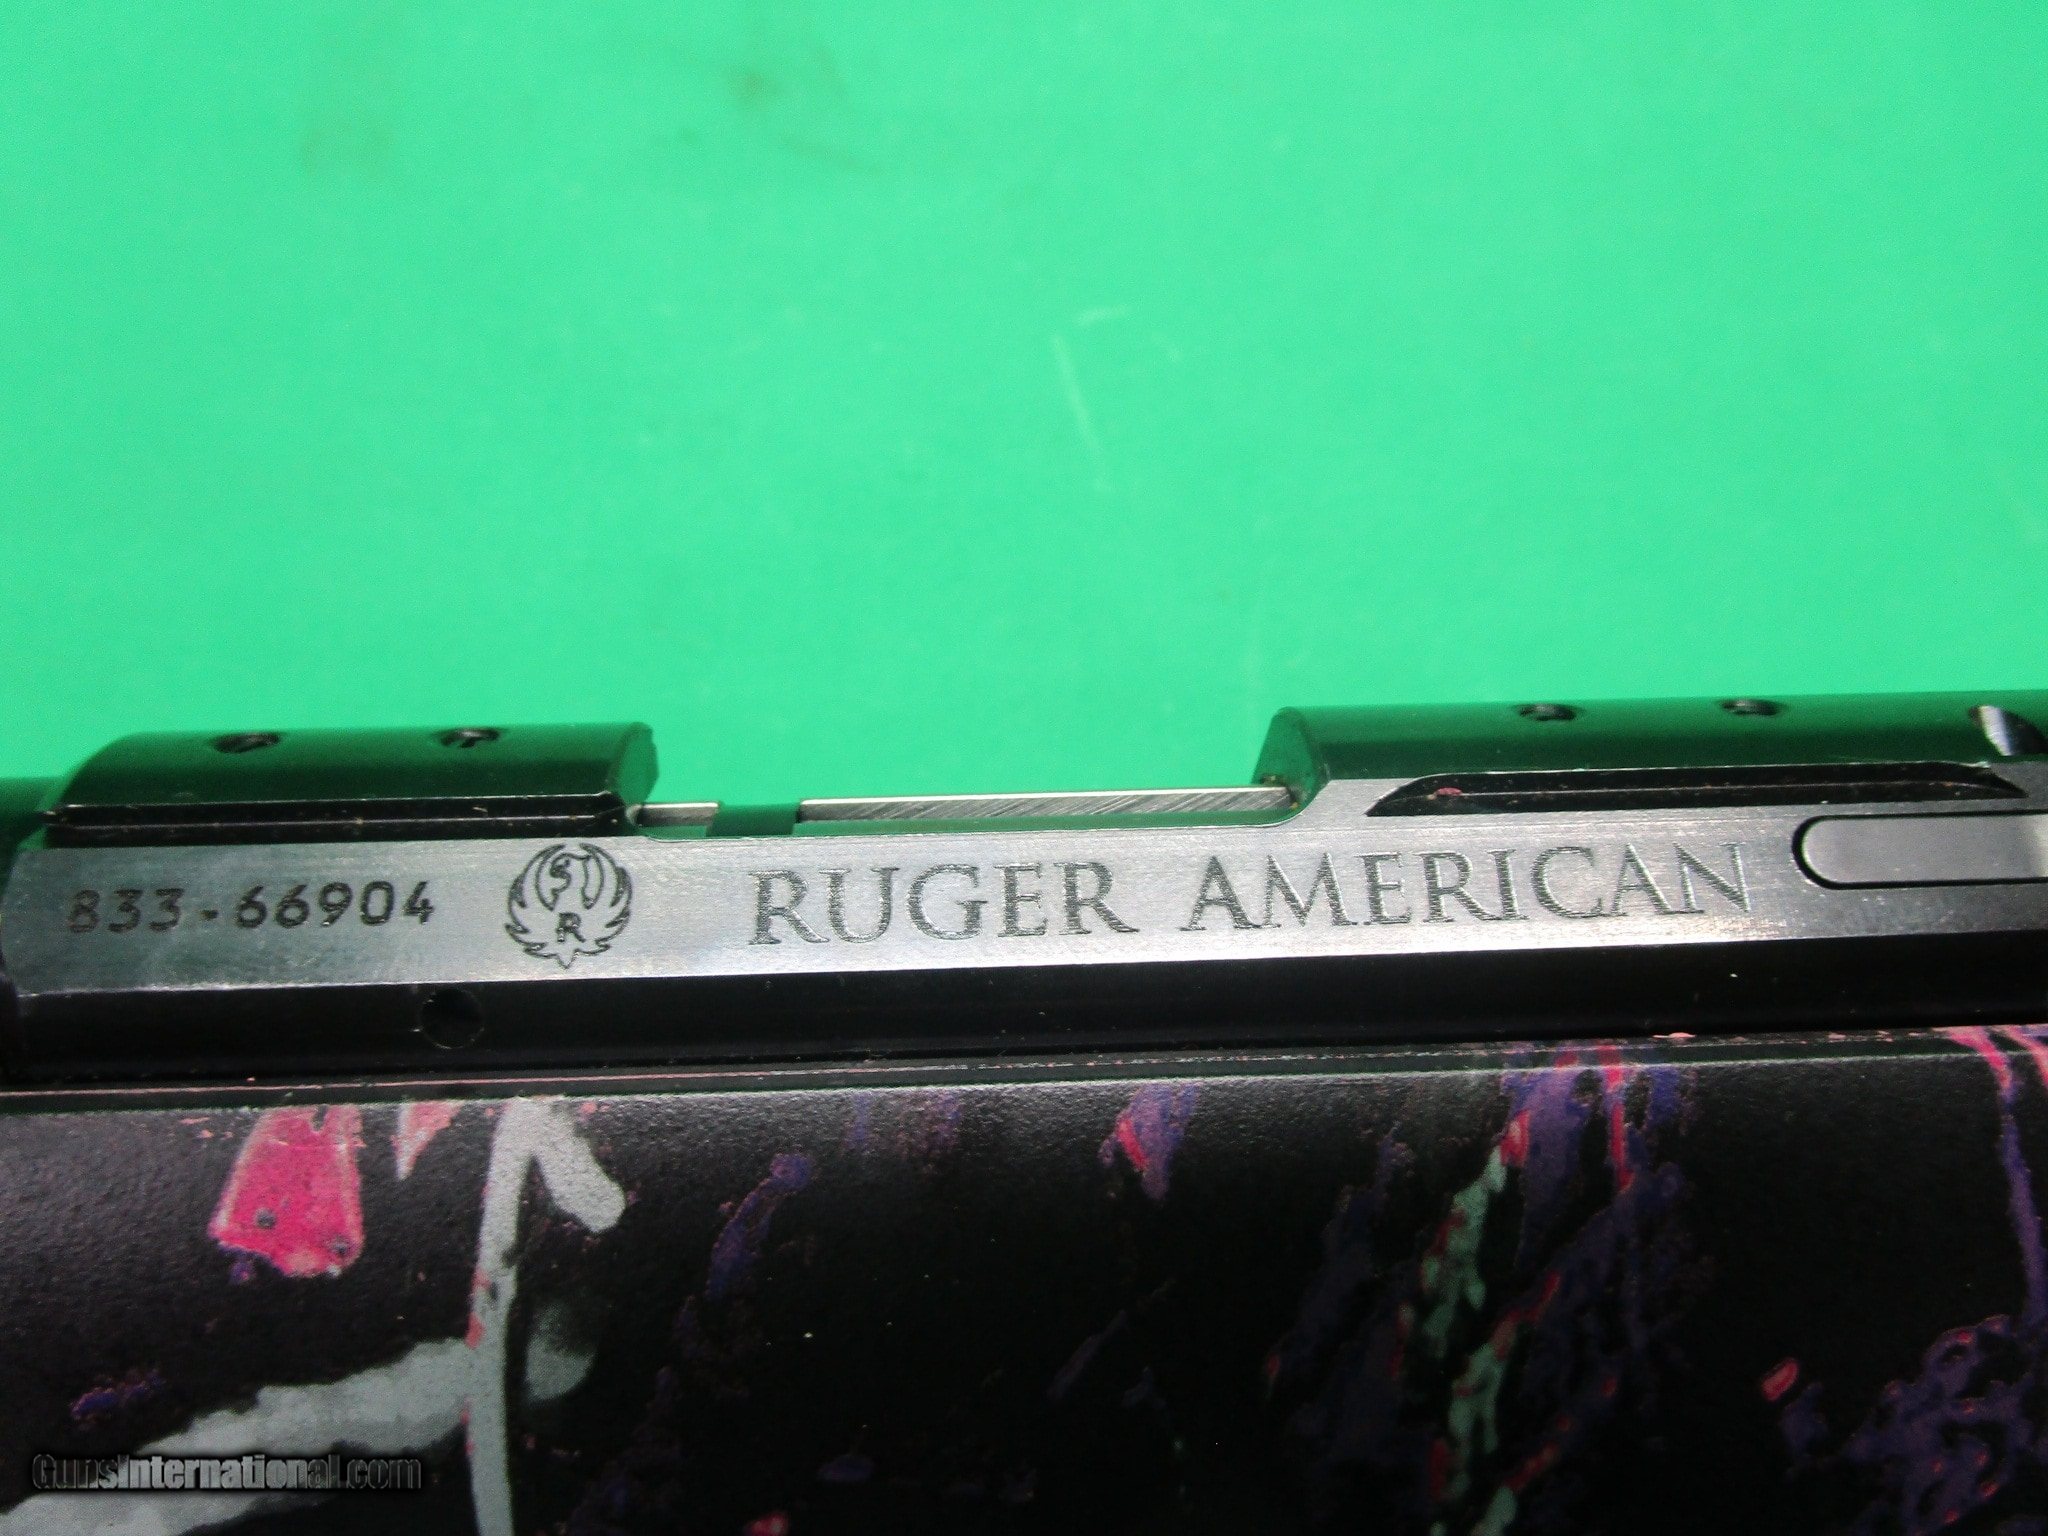 833-66904 R RUGER AMERICAN
GunsInternational.com